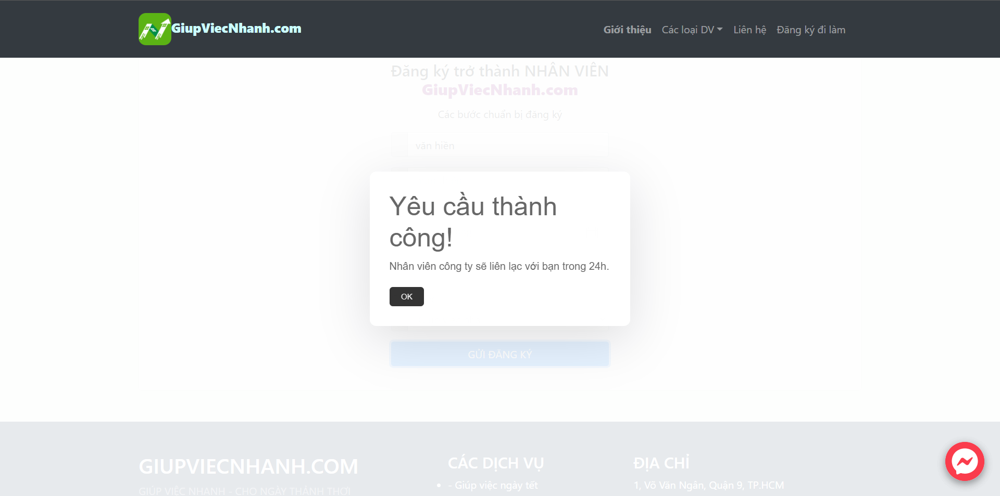 GiupViecNhanh.com
Giới thiệu Các loại DV Liên hệ Đăng ký đi làm
Đăng ký trở thành NHÂN VIÊN
GiupViecNhanh.com
Các bước chuẩn bị đăng ký
văn hiền
Yêu cầu thành
công!
Nhân viên công ty sẽ liên lạc với bạn trong 24h.
OK
GỬI ĐĂNG KÝ
GIUPVIECNHANH.COM
GIÚP VIỆC NHANH - CHO NGÀY THẢNH THƠI
CÁC DỊCH VỤ
- Giúp việc ngày tết
ĐỊA CHỈ
1, Võ Văn Ngân, Quận 9, TP.HCM